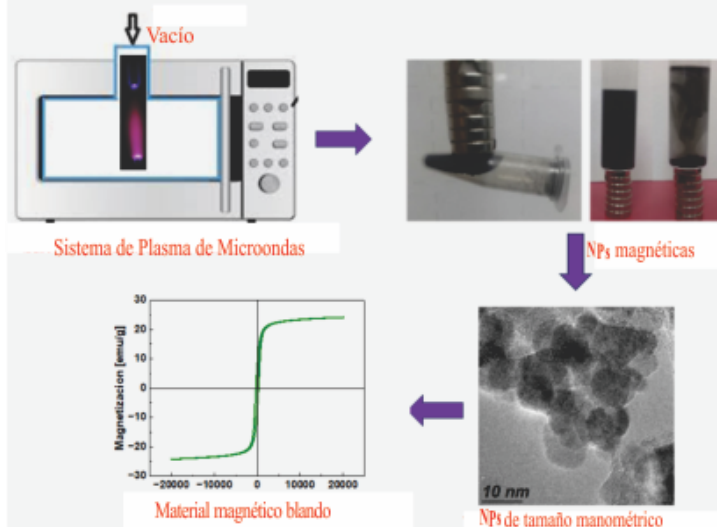 Vacío
Sistema de Plasma de Microondas
NPs magnéticas
30
20
10
0
-10
-20
-30
Magnetizacion [emu/g]
-20000 -10000 0 10000 20000
Material magnético blando
10 nm
NPs de tamaño manométrico